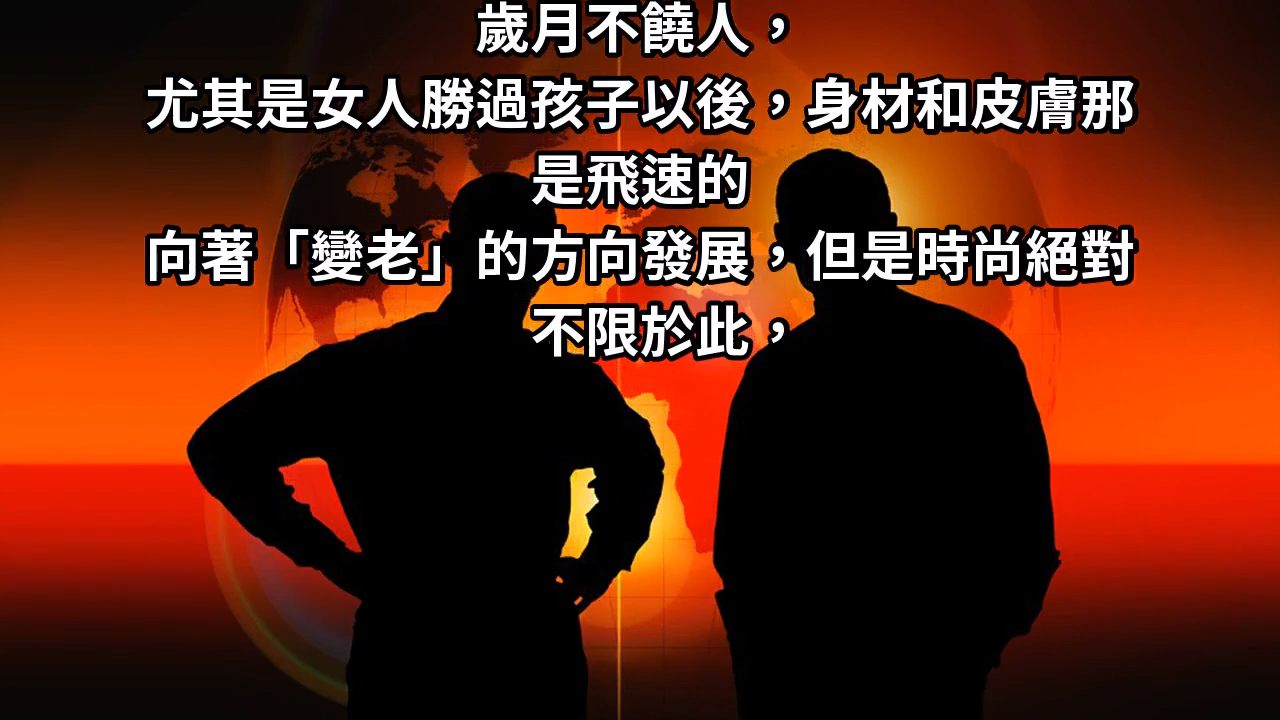 歲月不饒人，
尤其是女人勝過孩子以後，身材和皮膚那
是飛速的
向著「變老」的方向發展，但是時尚絕對
不限於此，